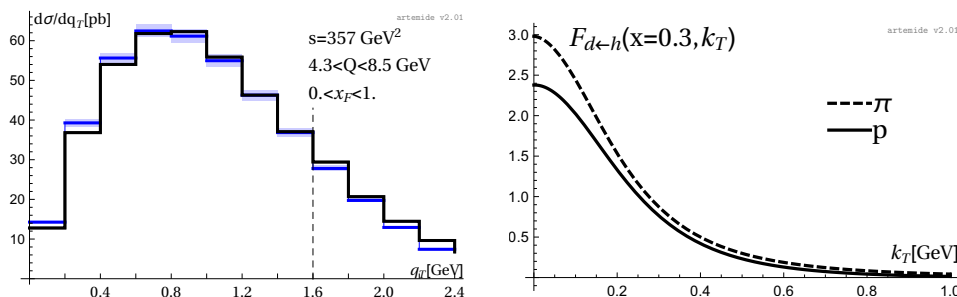 dσ/dq_T[pb]
artemide v2.01
60
50
40
30
20
10
s=357 GeV²
4.3<Q<8.5 GeV
0.<x_F<1.
q_T[GeV]
0.4 0.8 1.2 1.6 2.0 2.4
artemide v2.01
F_{d←h}(x=0.3,k_T)
3.0
2.5
2.0
1.5
1.0
0.5
π
p
k_T[GeV]
0.2 0.4 0.6 0.8 1.0